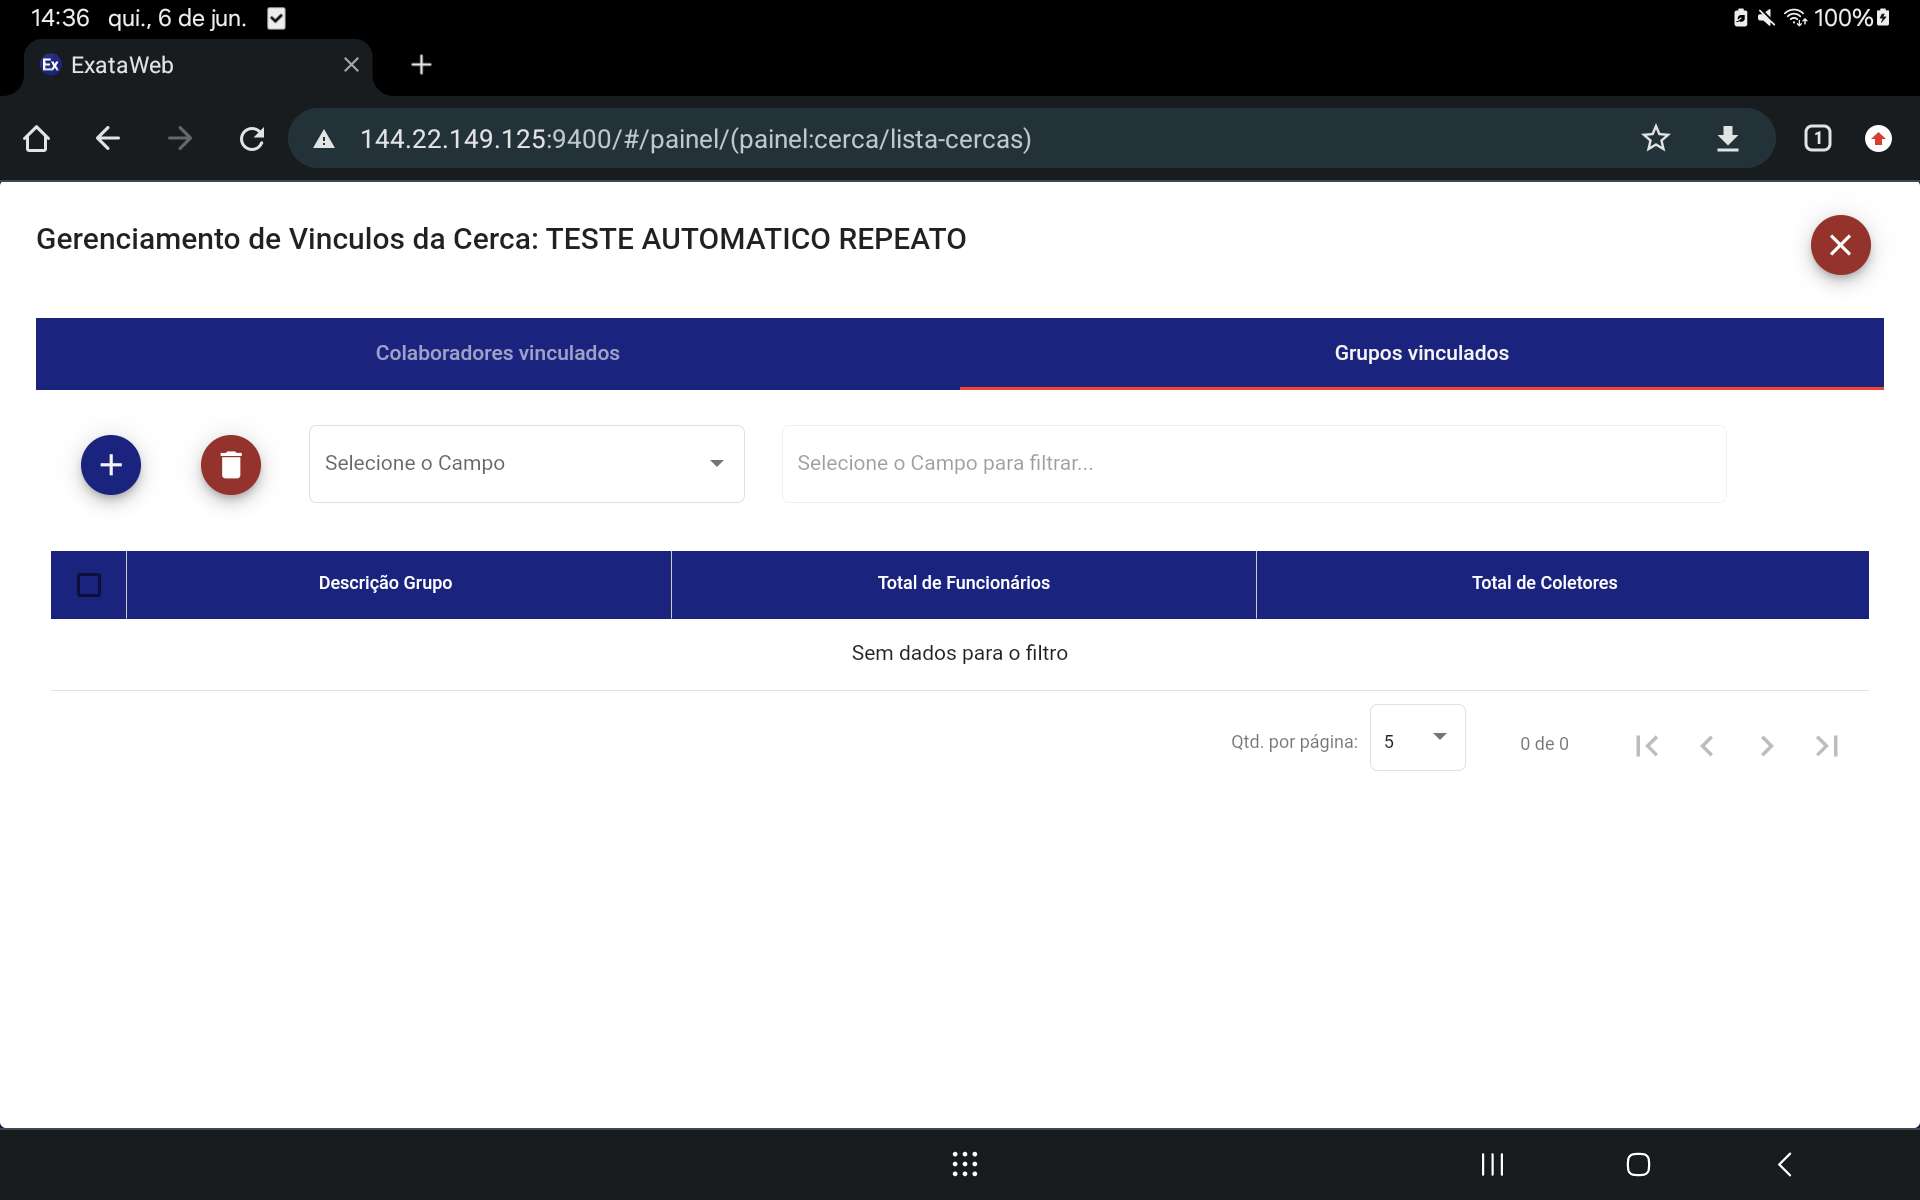 14:36 qui., 6 de jun. 100%
Ex ExataWeb
144.22.149.125:9400/#/painel/(painel:cerca/lista-cercas) 1
Gerenciamento de Vinculos da Cerca: TESTE AUTOMATICO REPEATO
Colaboradores vinculados Grupos vinculados
Selecione o Campo Selecione o Campo para filtrar...
Descrição Grupo Total de Funcionários Total de Coletores
Sem dados para o filtro
Qtd. por página: 5 0 de 0